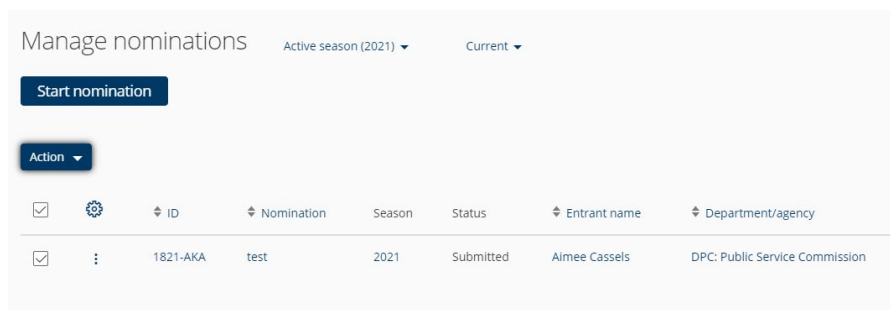 Manage nominations Active season (2021) Current
Start nomination
Action
ID Nomination Season Status Entrant name Department/agency
1821-AKA test 2021 Submitted Aimee Cassels DPC: Public Service Commission